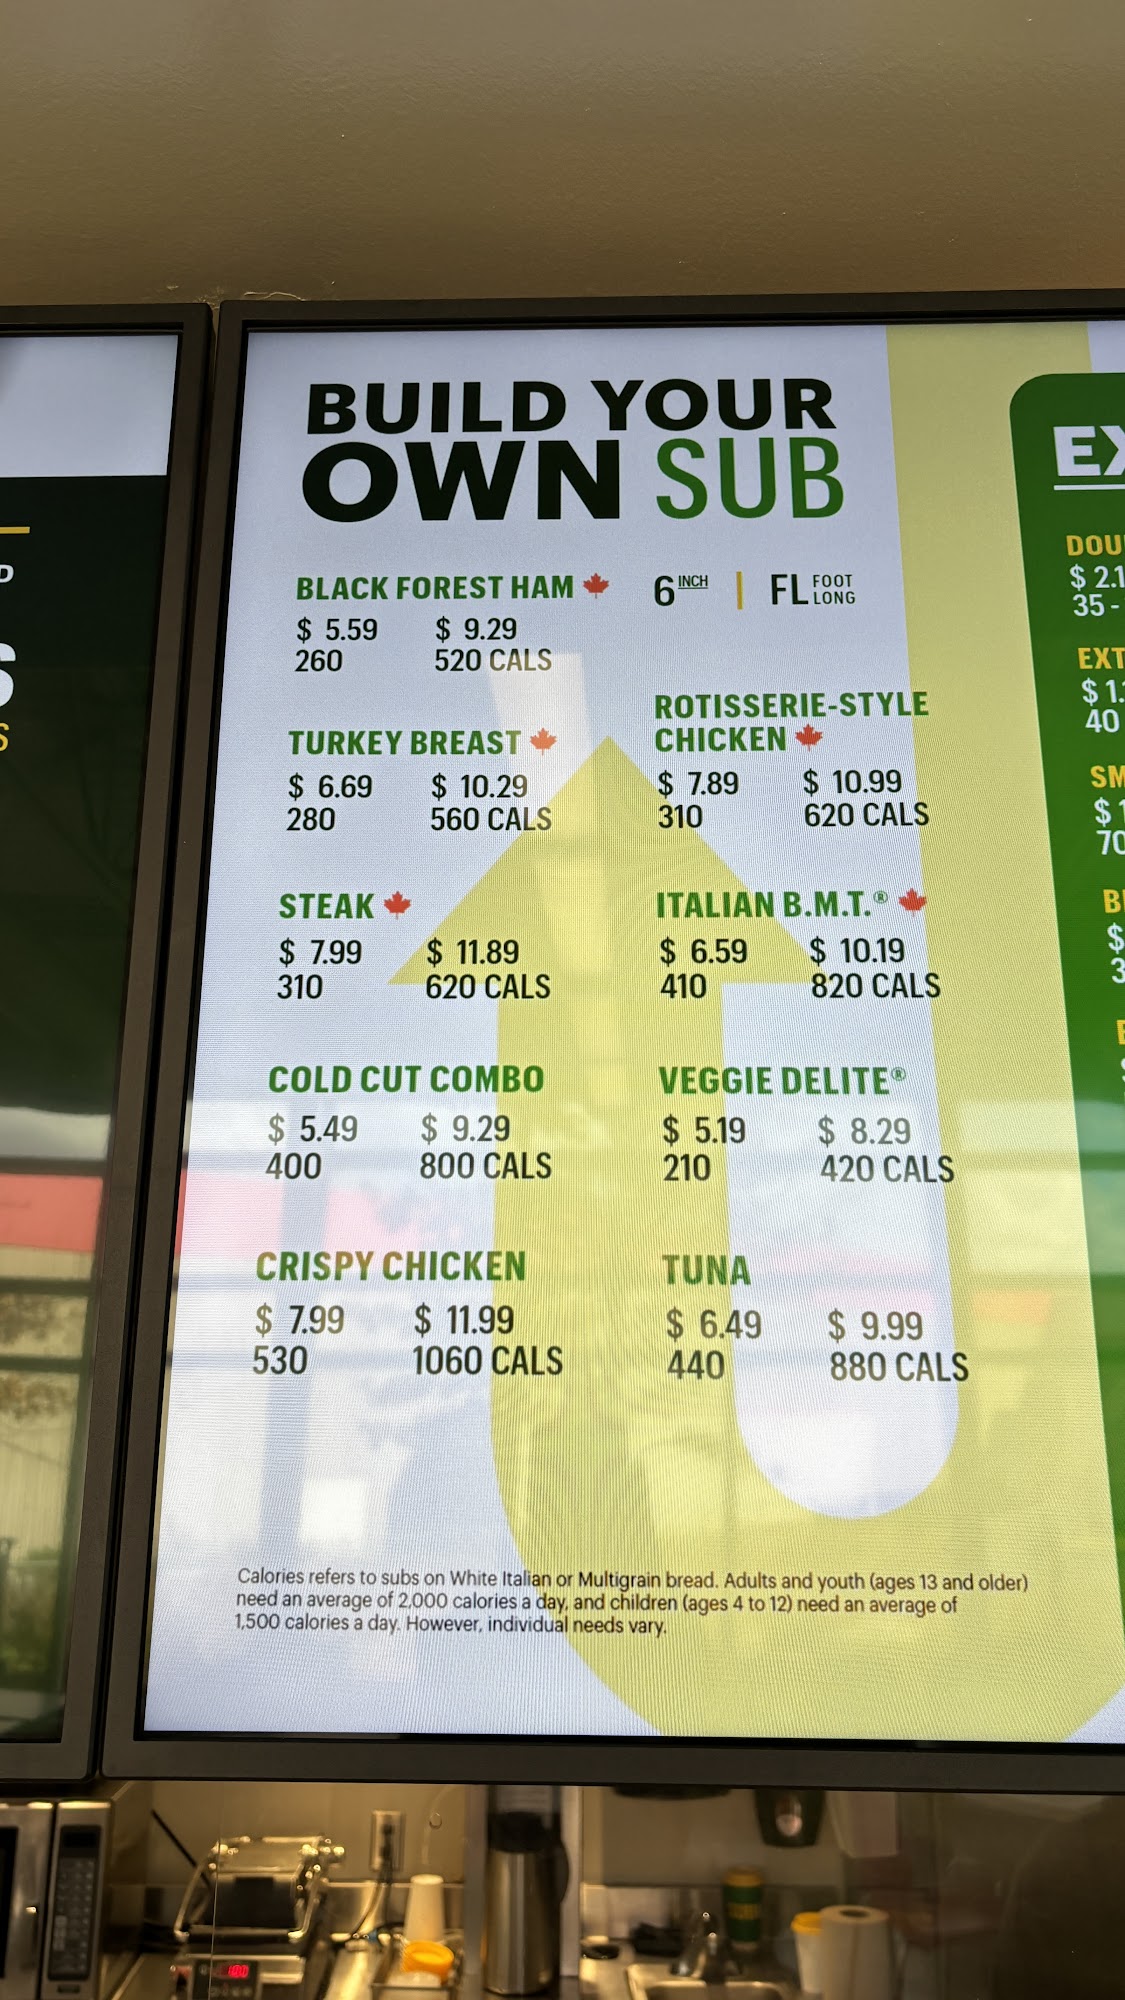 BUILD YOUR
OWN SUB
BLACK FOREST HAM
$ 5.59 $ 9.29
260 520 CALS
6 INCH | FL FOOT LONG
TURKEY BREAST
$ 6.69 $ 10.29
280 560 CALS
ROTISSERIE-STYLE
CHICKEN
$ 7.89 $ 10.99
310 620 CALS
STEAK
$ 7.99 $ 11.89
310 620 CALS
ITALIAN B.M.T.®
$ 6.59 $ 10.19
410 820 CALS
COLD CUT COMBO
$ 5.49 $ 9.29
400 800 CALS
VEGGIE DELITE®
$ 5.19 $ 8.29
210 420 CALS
CRISPY CHICKEN
$ 7.99 $ 11.99
530 1060 CALS
TUNA
$ 6.49 $ 9.99
440 880 CALS
Calories refers to subs on White Italian or Multigrain bread. Adults and youth (ages 13 and older)
need an average of 2,000 calories a day, and children (ages 4 to 12) need an average of
1,500 calories a day. However, individual needs vary.
35 -
40
70